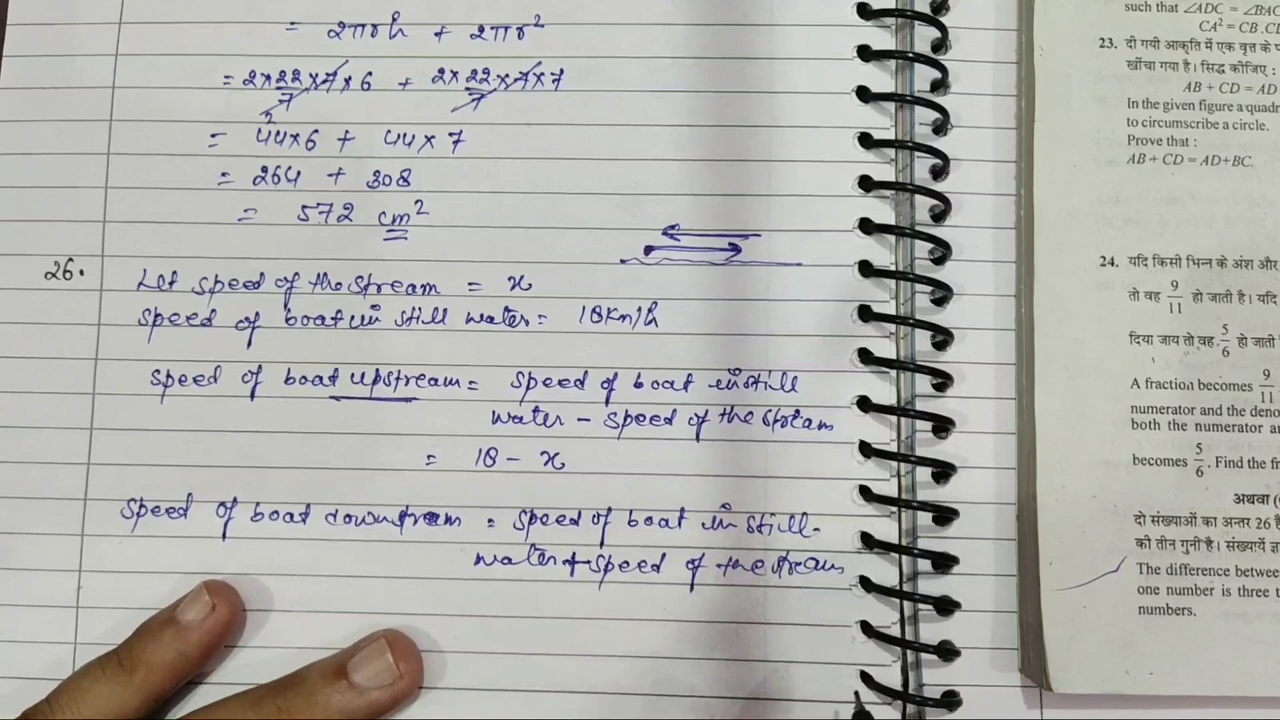 = 2πrh + 2πr²
= 2×22/7×7×6 + 2×22/7×7×7
= 44×6 + 44×7
= 264 + 308
= 572 cm²
26.
Let speed of the stream = x
speed of boat in still water = 18km/h
speed of boat upstream = speed of boat in still
water - speed of the stream
= 18 - x
speed of boat downstream = speed of boat in still
water + speed of the stream
such that ∠ADC = ∠BAC
CA² = CB.CD
23. दी गयी आकृति में एक वृत्त के
खींचा गया है। सिद्ध कीजिए :
AB + CD = AD
In the given figure a quadr
to circumscribe a circle.
Prove that :
AB + CD = AD+BC.
24. यदि किसी भिन्न के अंश और
तो वह 9/11 हो जाती है। यदि
दिया जाय तो वह 5/6 हो जाती
A fraction becomes 9/11
numerator and the deno
both the numerator a
becomes 5/6. Find the fr
अथवा
दो संख्याओं का अन्तर 26 है
की तीन गुनी है। संख्यायें
The difference betwee
one number is three t
numbers.